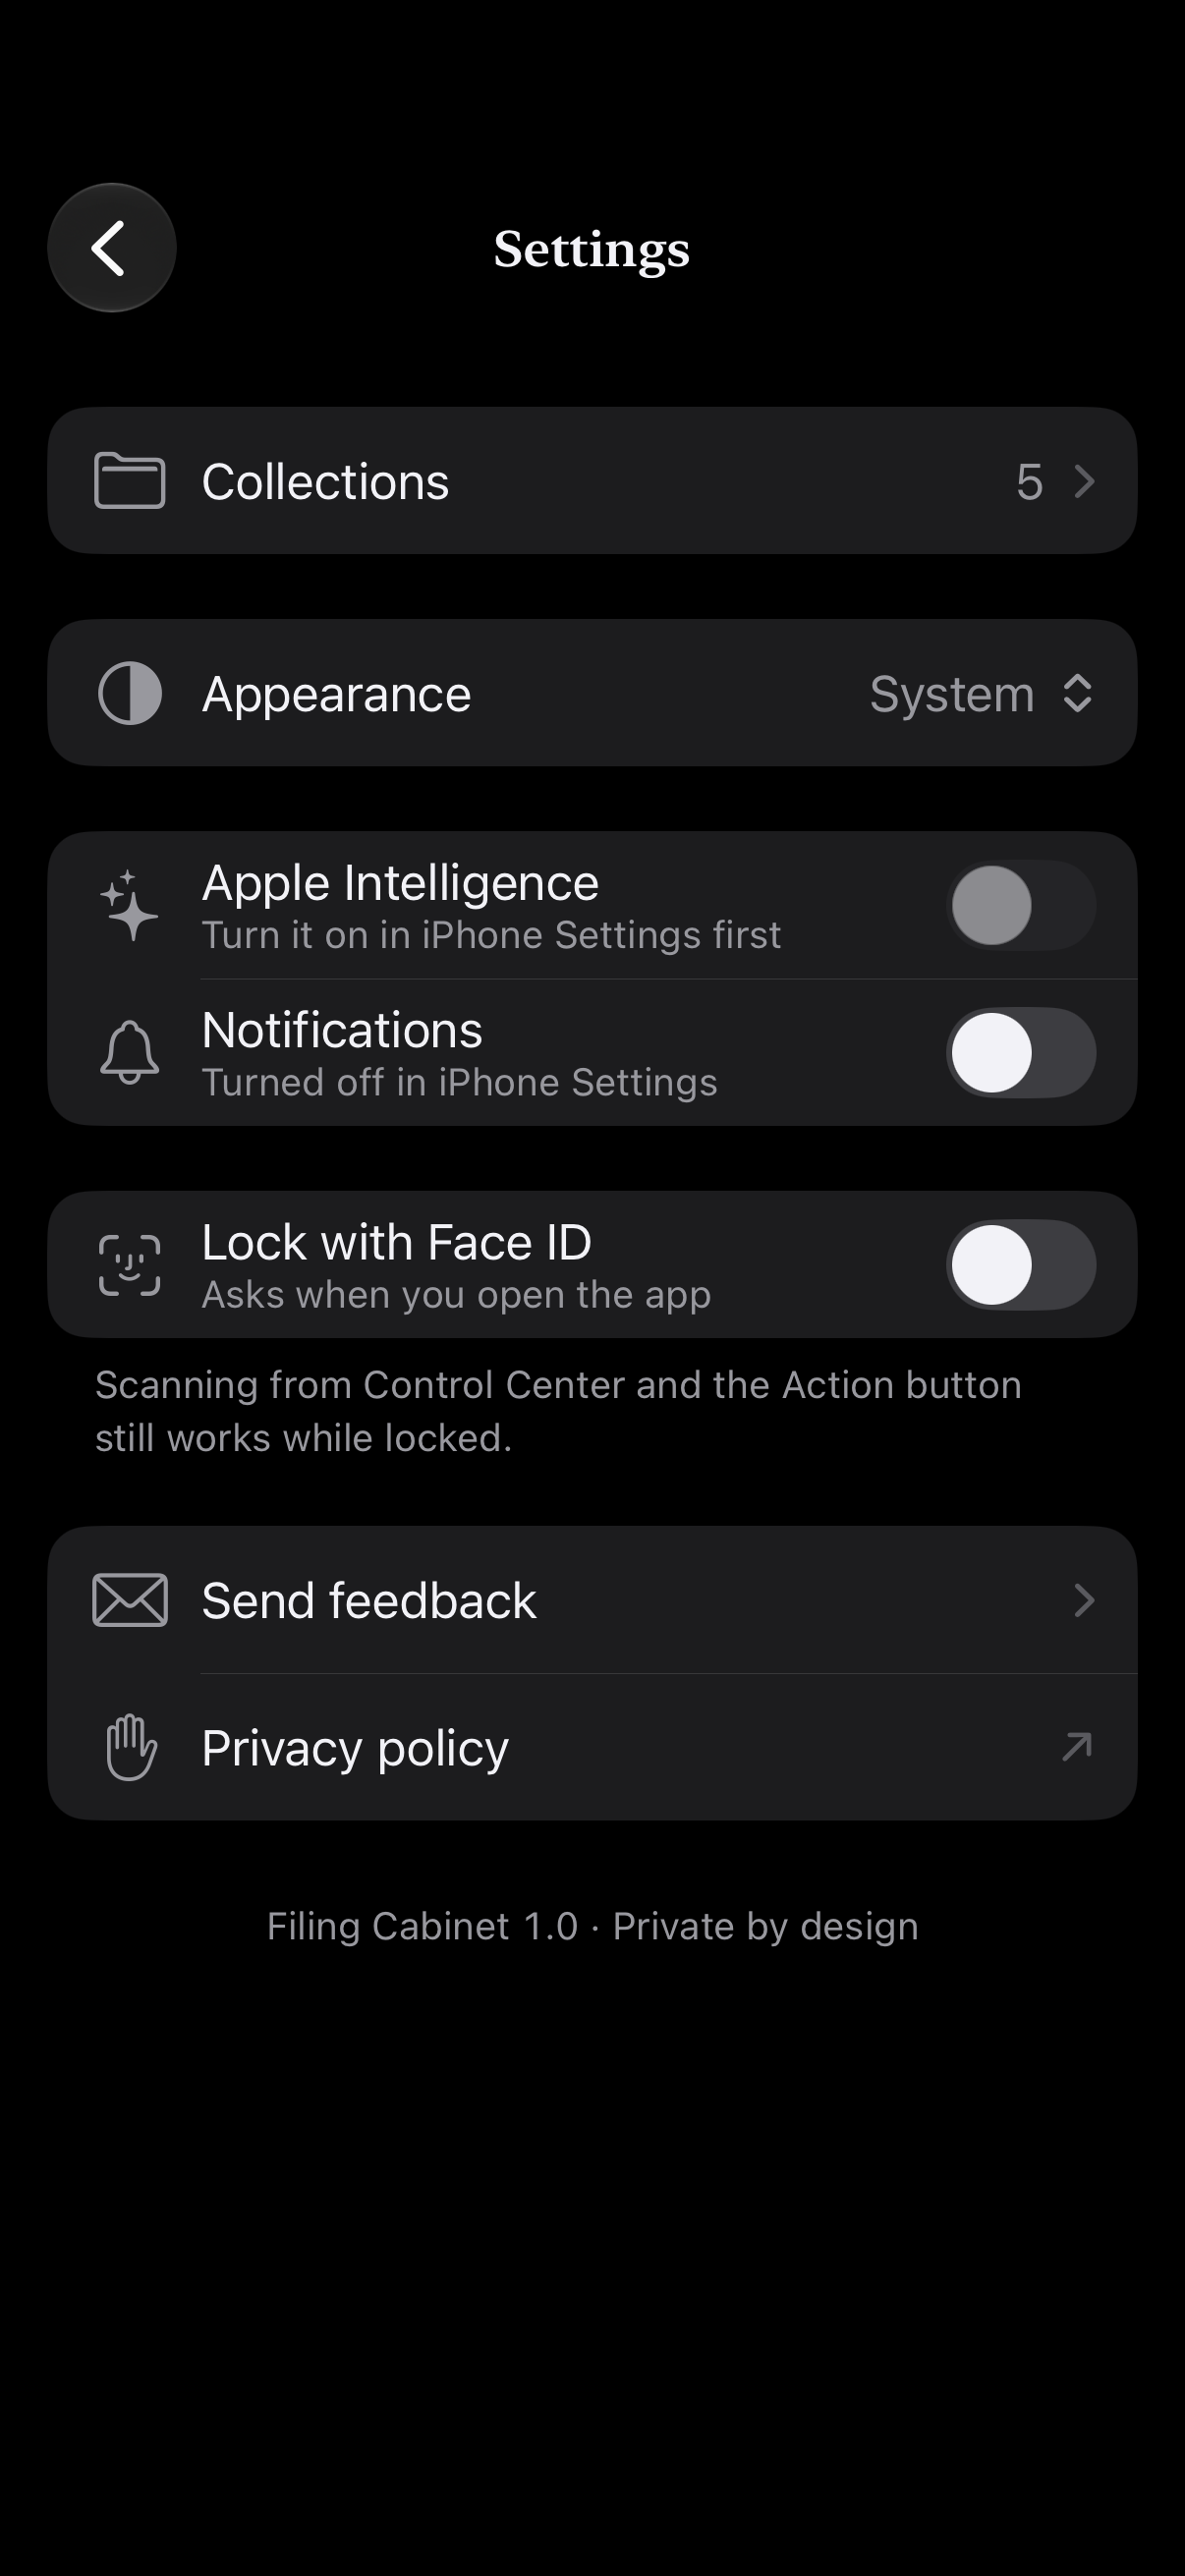 Settings
Collections 5
Appearance System
Apple Intelligence
Turn it on in iPhone Settings first
Notifications
Turned off in iPhone Settings
Lock with Face ID
Asks when you open the app
Scanning from Control Center and the Action button
still works while locked.
Send feedback
Privacy policy
Filing Cabinet 1.0 · Private by design